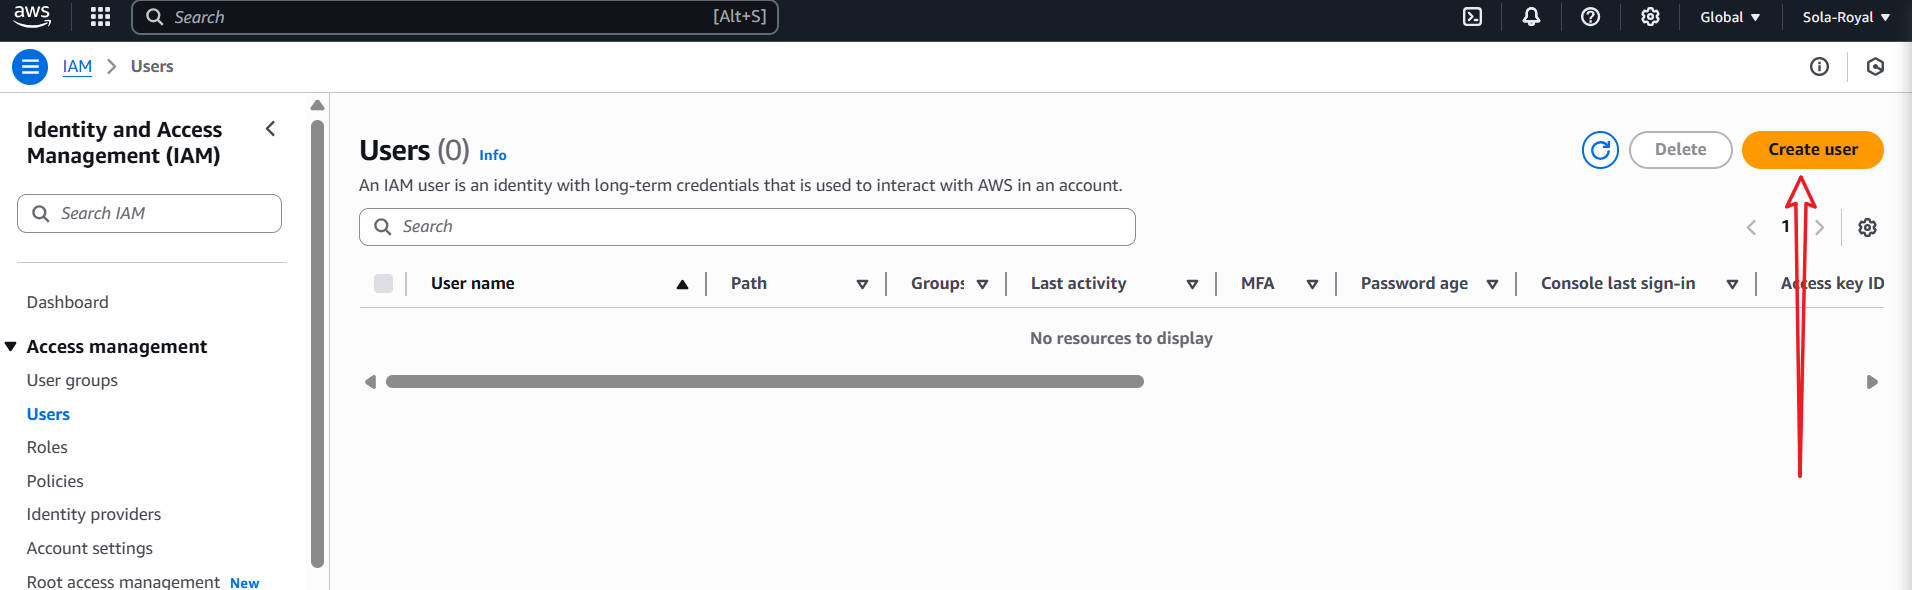 aws
Search [Alt+S]
Global Sola-Royal
IAM Users
Identity and Access
Management (IAM)
Search IAM
Dashboard
Access management
User groups
Users
Roles
Policies
Identity providers
Account settings
Root access management New
Users (0) Info
Delete
Create user
An IAM user is an identity with long-term credentials that is used to interact with AWS in an account.
Search
1
User name Path Groups Last activity MFA Password age Console last sign-in Access key ID
No resources to display